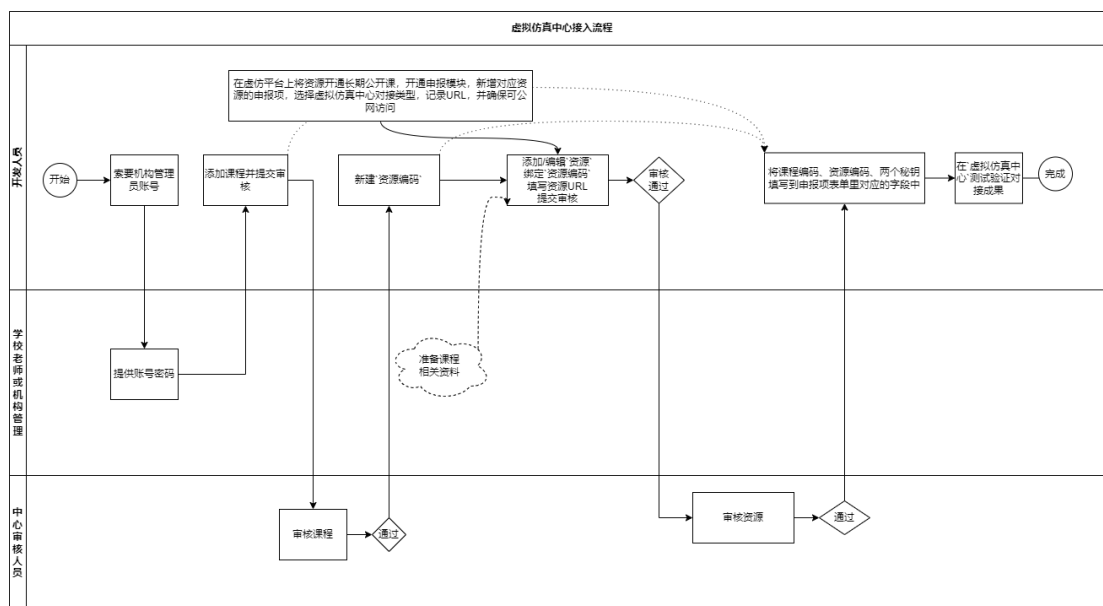 虚拟仿真中心接入流程
开发人员
在虚仿平台上将资源开通长期公开课，开通申报模块，新增对应资
源的申报项，选择虚拟仿真中心对接类型，记录URL，并确保可公
网访问
开始
索要机构管理
员账号
添加课程并提交审
核
新建`资源编码`
添加/编辑`资源`
绑定`资源编码`
填写资源URL
提交审核
审核
通过
将课程编码、资源编码、两个秘钥
填写到申报项表单里对应的字段中
在`虚拟仿真中
心`测试验证对接
成果
完成
学校老师或机构管理
提供账号密码
准备课程
相关资料
中心审核人员
审核课程
通过
审核资源
通过